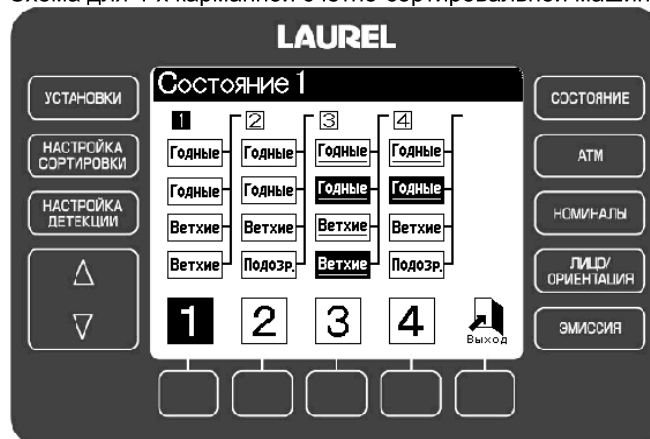 Схема для 4-х карманной счетно-сортировальной машин
LAUREL
Состояние 1
УСТАНОВКИ
НАСТРОЙКА
СОРТИРОВКИ
НАСТРОЙКА
ДЕТЕКЦИИ
1 2 3 4
Годные Годные Годные Годные
Годные Годные Годные Годные
Ветхие Ветхие Ветхие Ветхие
Ветхие Подозр. Ветхие Подозр.
1 2 3 4
Выход
СОСТОЯНИЕ
АТМ
НОМИНАЛЫ
ЛИЦО/
ОРИЕНТАЦИЯ
ЭМИССИЯ